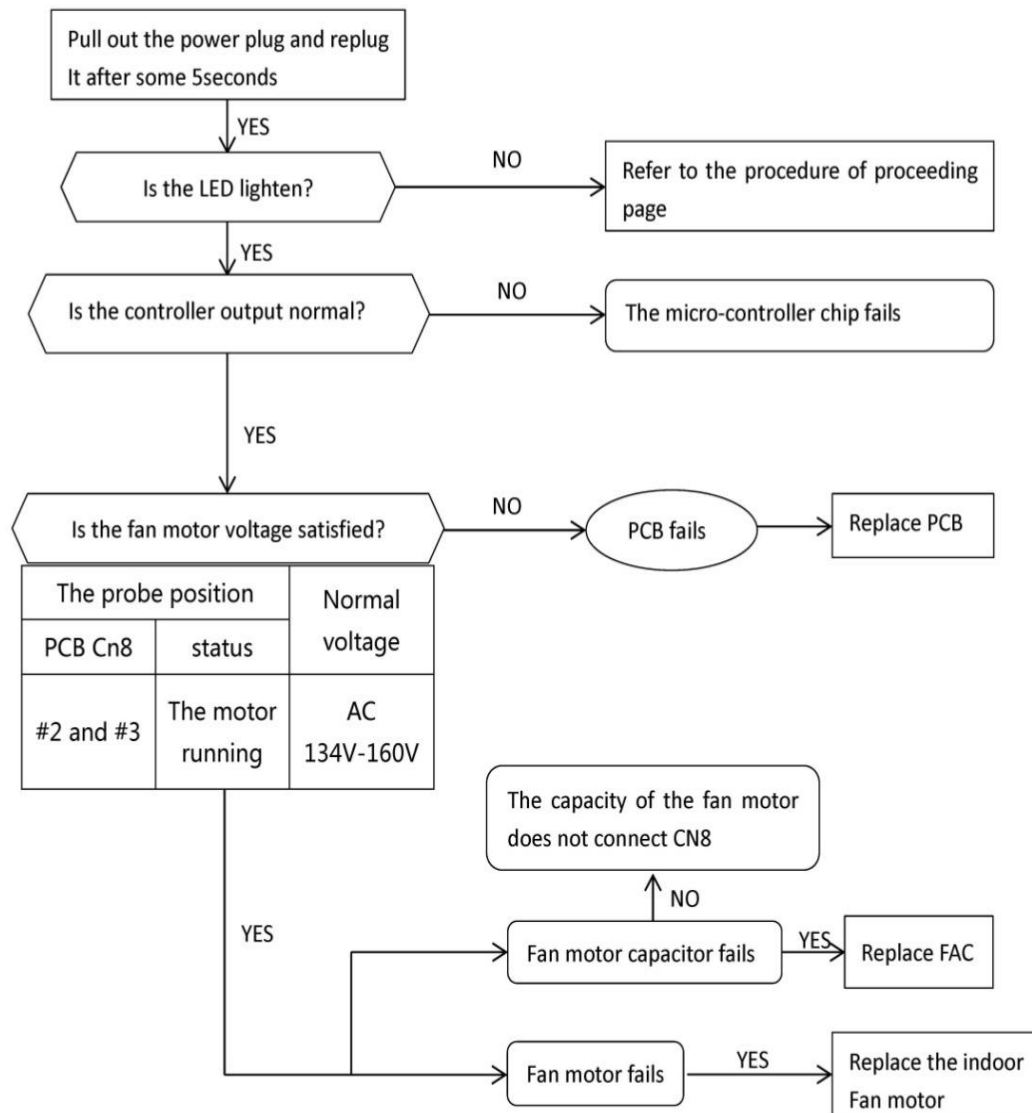 Pull out the power plug and replug
It after some 5seconds
YES
Is the LED lighten?
NO
Refer to the procedure of proceeding
page
YES
Is the controller output normal?
NO
The micro-controller chip fails
YES
Is the fan motor voltage satisfied?
NO
PCB fails
Replace PCB
The probe position
Normal
voltage
PCB Cn8
status
#2 and #3
The motor
running
AC
134V-160V
The capacity of the fan motor
does not connect CN8
NO
YES
Fan motor capacitor fails
YES
Replace FAC
Fan motor fails
YES
Replace the indoor
Fan motor